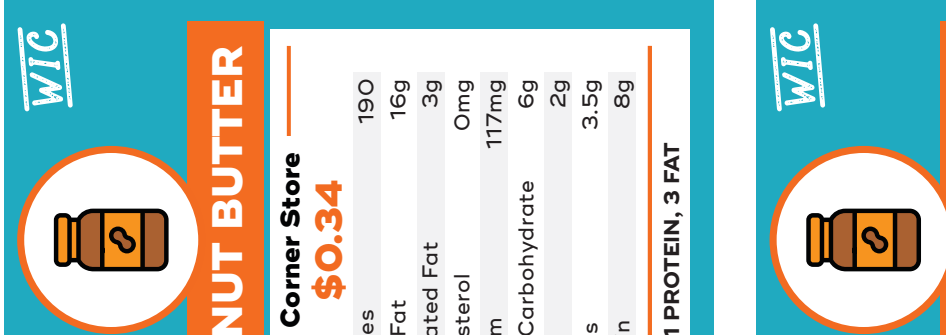 WIC
NUT BUTTER
Corner Store
$0.34
es 190
Fat 16g
ated Fat 3g
sterol 0mg
m 117mg
Carbohydrate 6g
2g
s 3.5g
n 8g
1 PROTEIN, 3 FAT
WIC